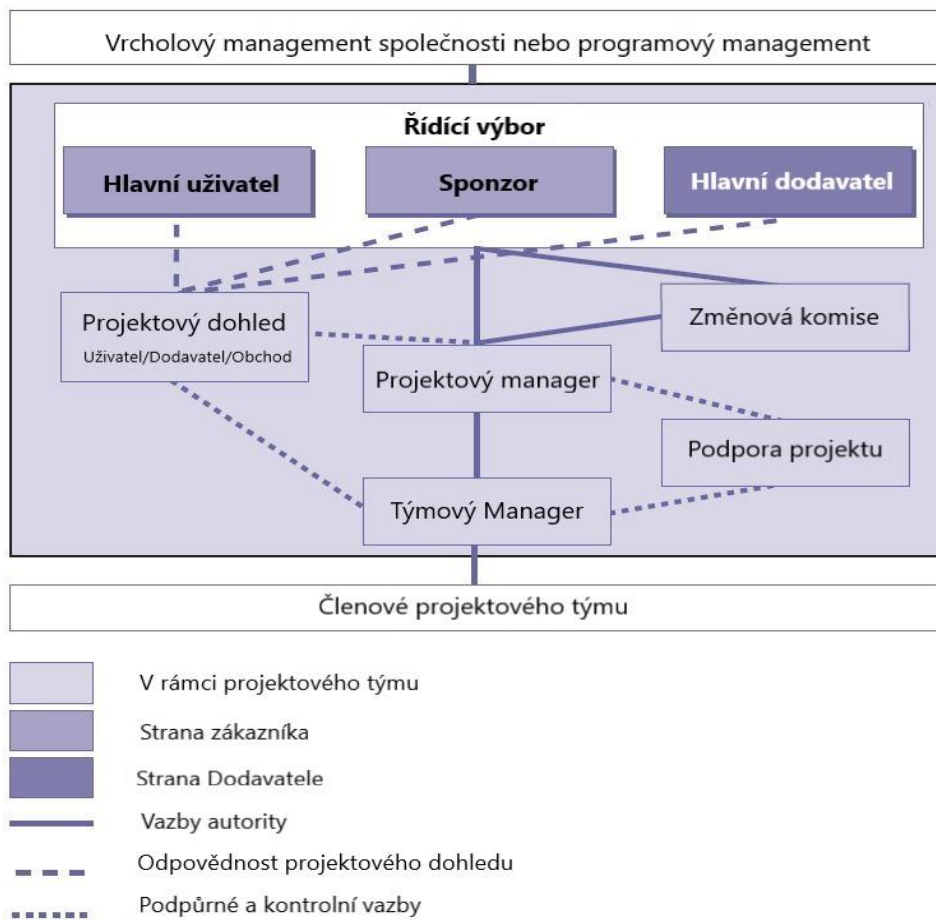 Vrcholový management společnosti nebo programový management
Řídící výbor
Hlavní uživatel
Sponzor
Hlavní dodavatel
Projektový dohled
Uživatel/Dodavatel/Obchod
Změnová komise
Projektový manager
Podpora projektu
Týmový Manager
Členové projektového týmu
V rámci projektového týmu
Strana zákazníka
Strana Dodavatele
Vazby autority
Odpovědnost projektového dohledu
Podpůrné a kontrolní vazby